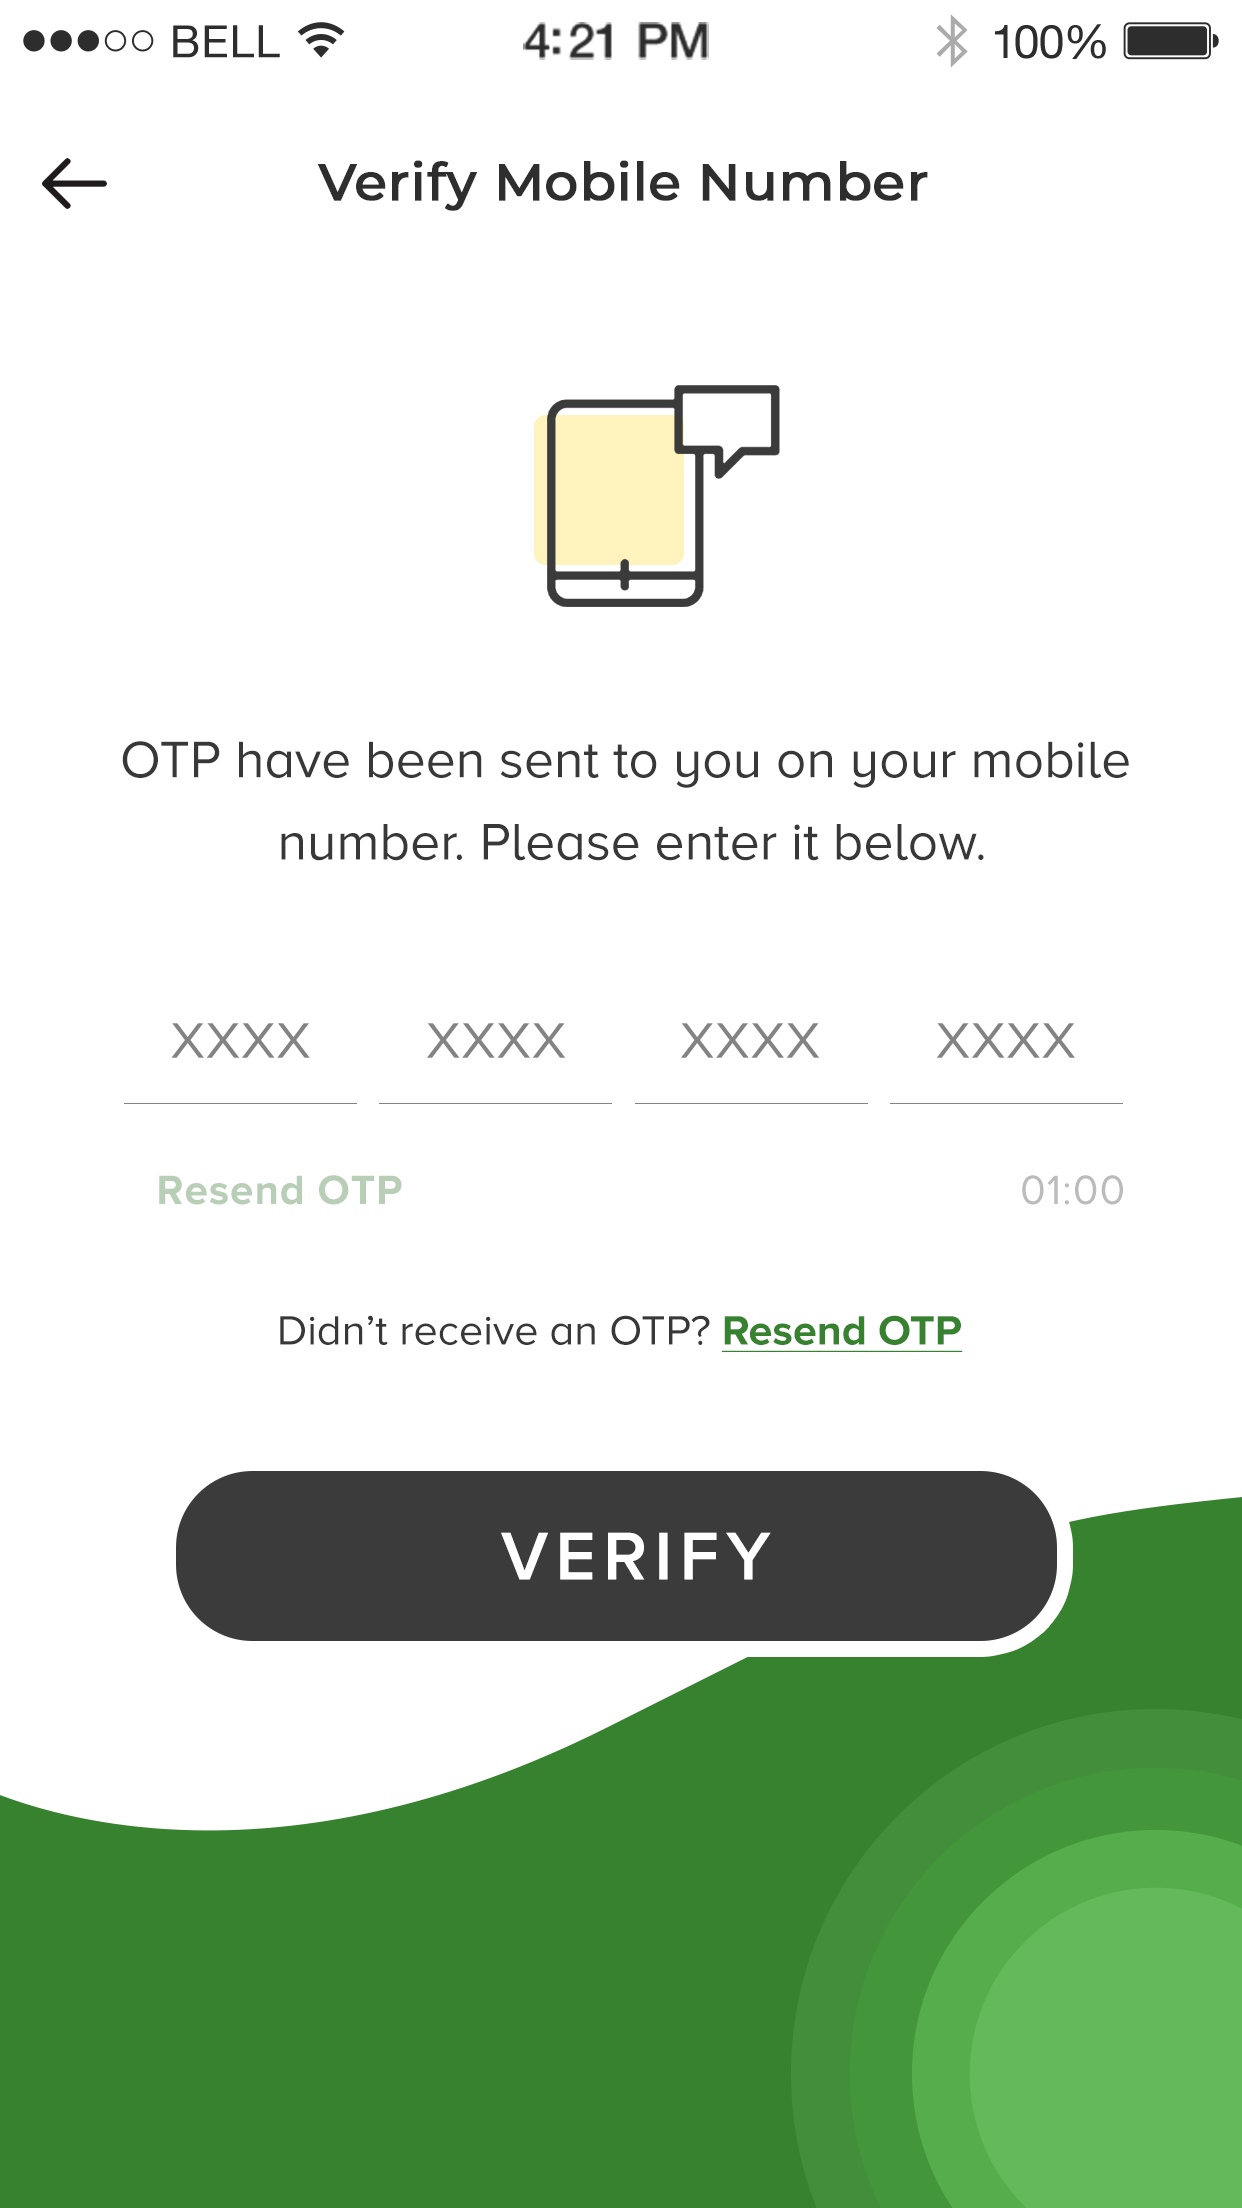 BELL 4:21 PM 100%
Verify Mobile Number
OTP have been sent to you on your mobile
number. Please enter it below.
XXXX XXXX XXXX XXXX
Resend OTP 01:00
Didn’t receive an OTP? Resend OTP
VERIFY